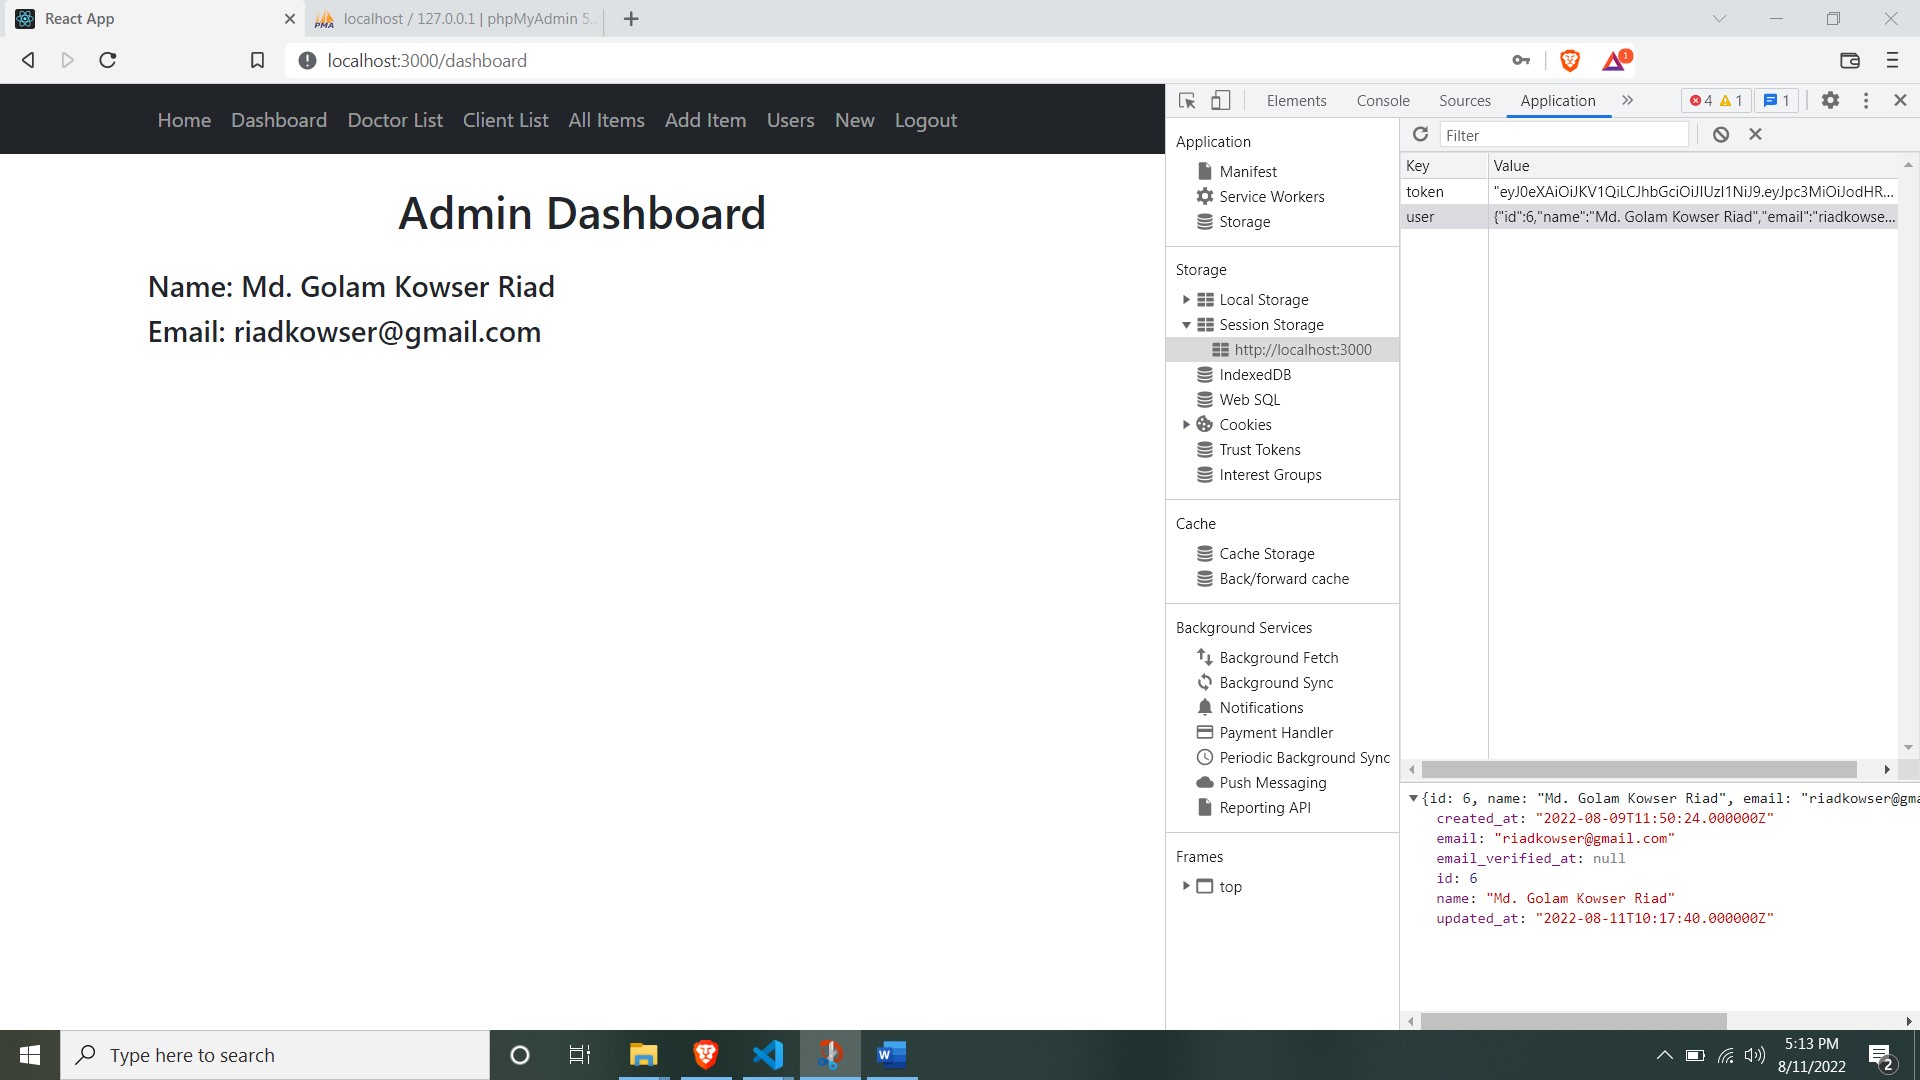 React App
localhost / 127.0.0.1 | phpMyAdmin 5.
localhost:3000/dashboard
1
Home Dashboard Doctor List Client List All Items Add Item Users New Logout
Admin Dashboard
Name: Md. Golam Kowser Riad
Email: riadkowser@gmail.com
Elements Console Sources Application
4 1 1
Application
Manifest
Service Workers
Storage
Storage
Local Storage
Session Storage
http://localhost:3000
IndexedDB
Web SQL
Cookies
Trust Tokens
Interest Groups
Cache
Cache Storage
Back/forward cache
Background Services
Background Fetch
Background Sync
Notifications
Payment Handler
Periodic Background Sync
Push Messaging
Reporting API
Frames
top
Filter
Key Value
token "eyJ0eXAiOiJKV1QiLCJhbGciOiJIUzI1NiJ9.eyJpc3MiOiJodHR...
user {"id":6,"name":"Md. Golam Kowser Riad","email":"riadkowse...
{id: 6, name: "Md. Golam Kowser Riad", email: "riadkowser@gma
created_at: "2022-08-09T11:50:24.000000Z"
email: "riadkowser@gmail.com"
email_verified_at: null
id: 6
name: "Md. Golam Kowser Riad"
updated_at: "2022-08-11T10:17:40.000000Z"
Type here to search
5:13 PM
8/11/2022
2